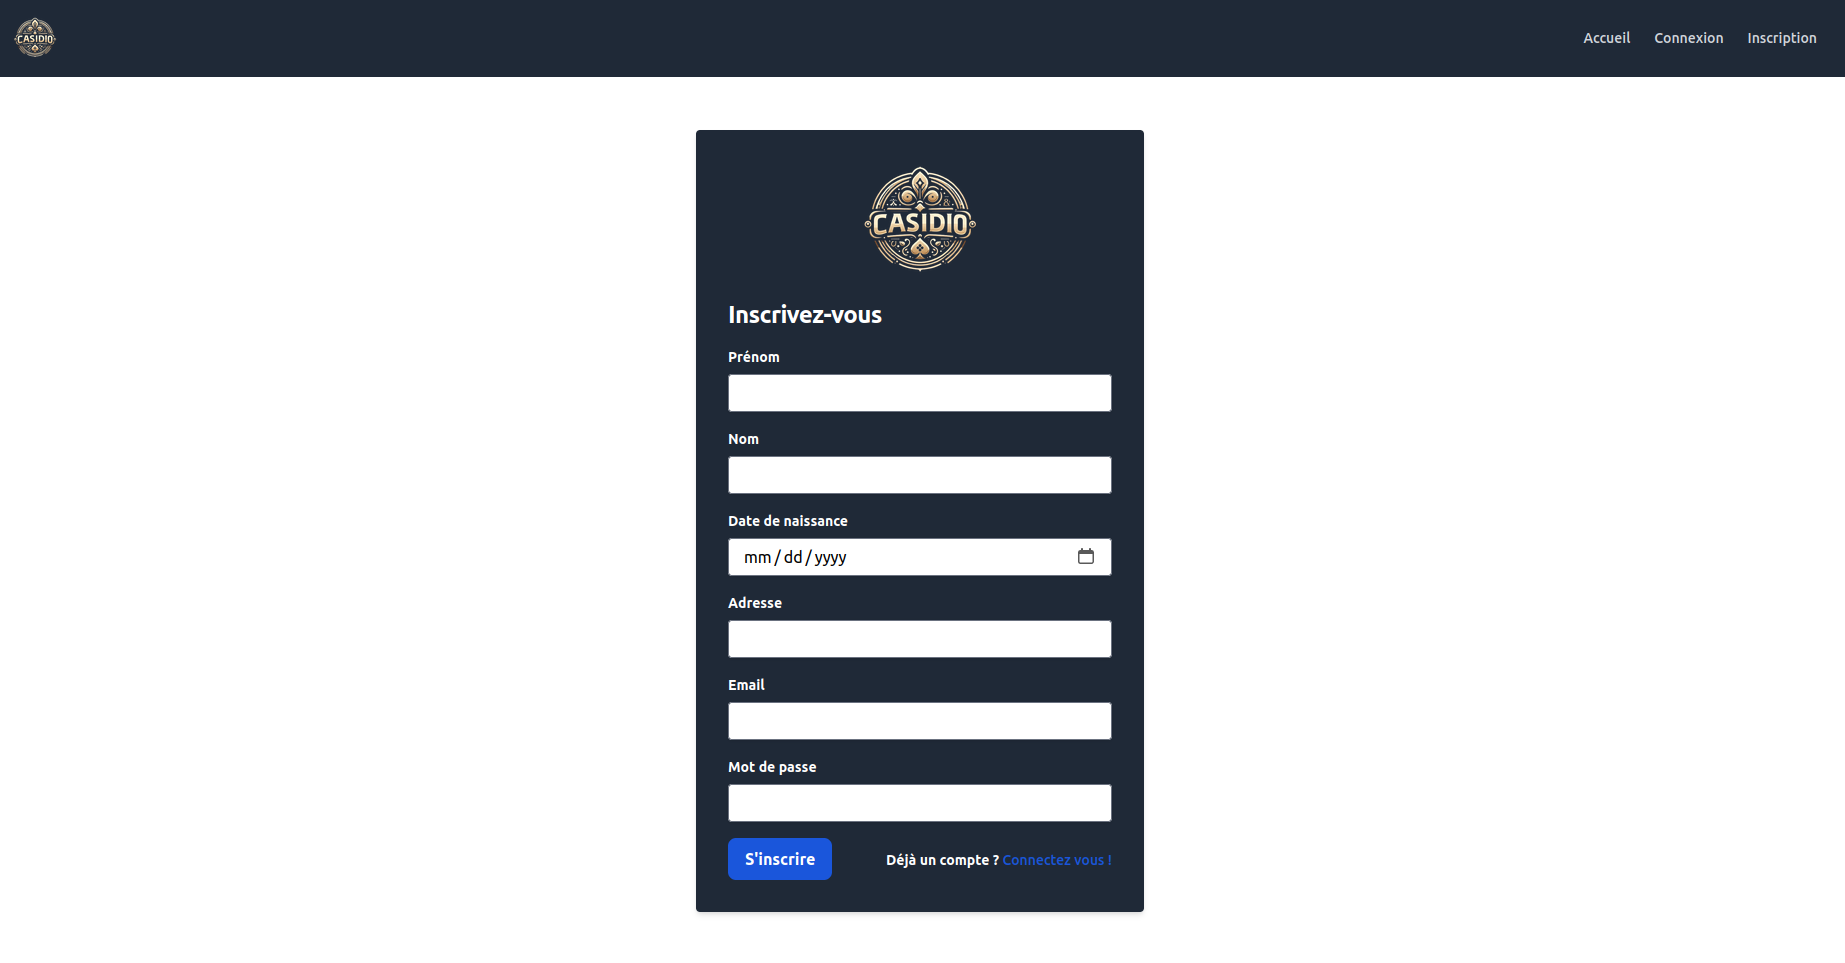 CASIDIO
Accueil Connexion Inscription
CASIDIO
Inscrivez-vous
Prénom
Nom
Date de naissance
mm/dd/yyyy
Adresse
Email
Mot de passe
S'inscrire
Déjà un compte ? Connectez vous !